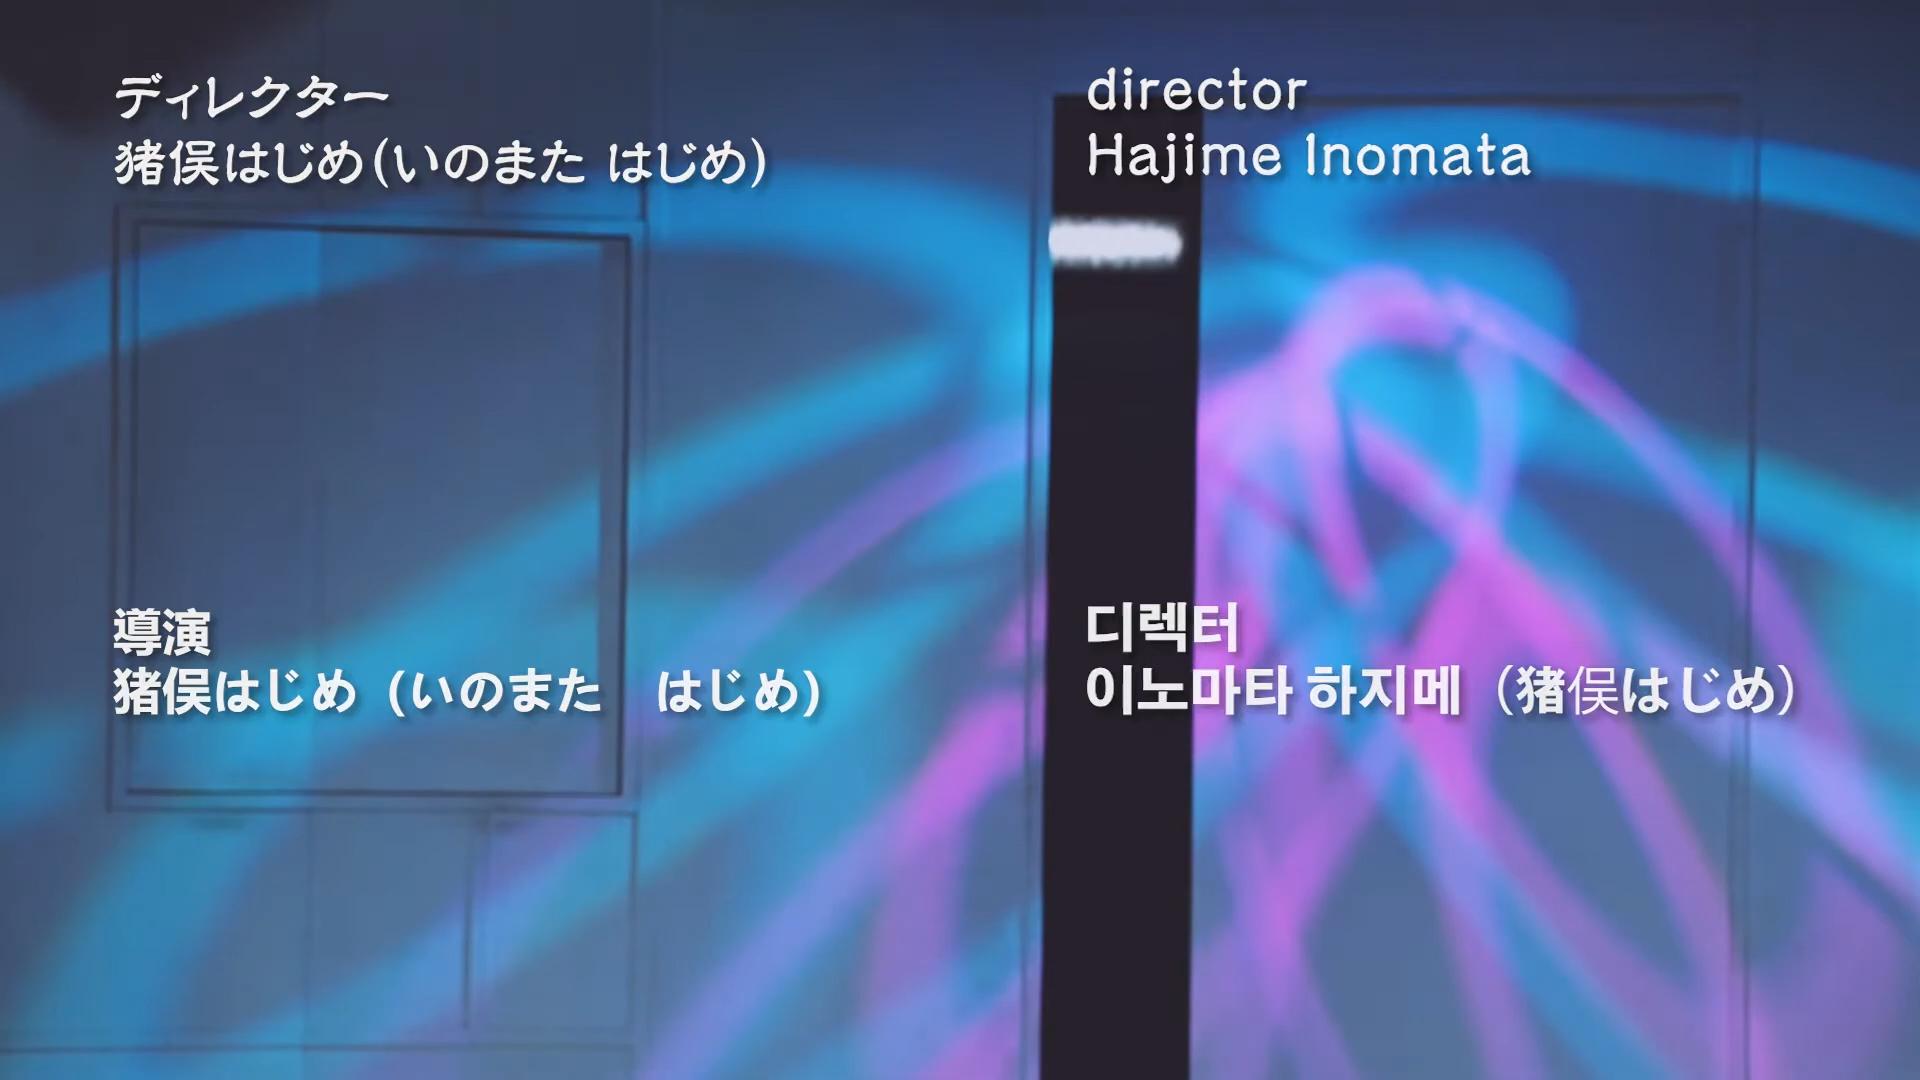 ディレクター
猪俣はじめ(いのまた はじめ)
director
Hajime Inomata
導演
猪俣はじめ (いのまた　はじめ)
디렉터
이노마타 하지메（猪俣はじめ）